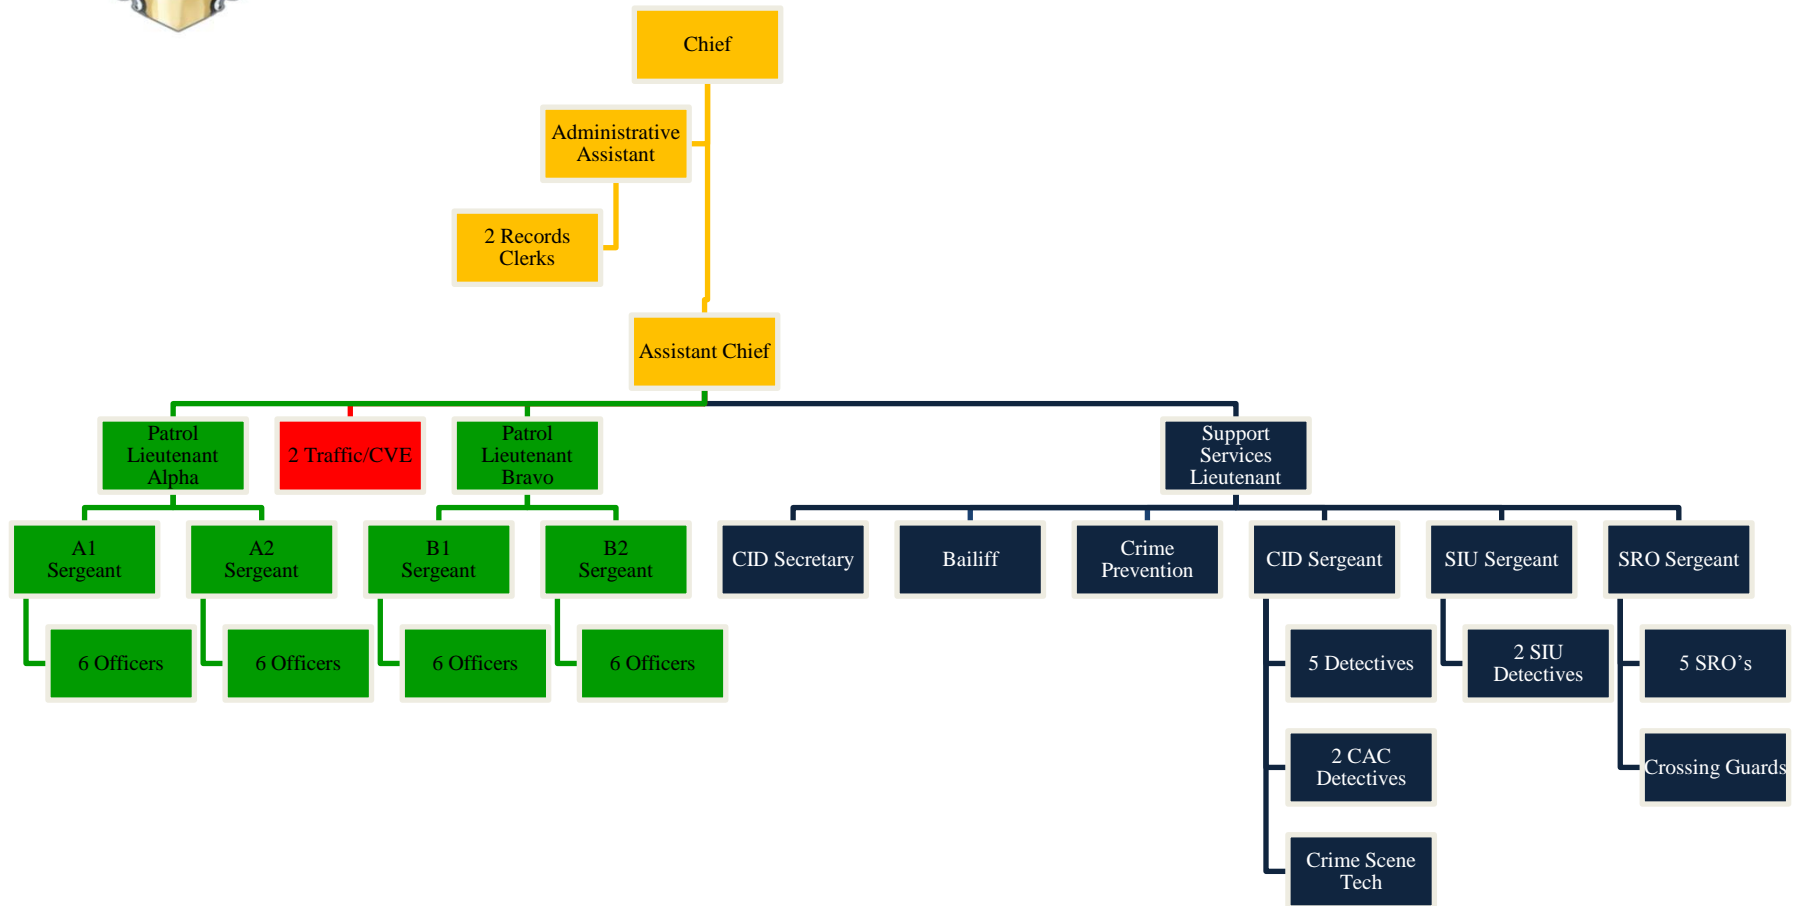 Chief
Administrative
Assistant
2 Records
Clerks
Assistant Chief
Patrol
Lieutenant
Alpha
2 Traffic/CVE
Patrol
Lieutenant
Bravo
Support
Services
Lieutenant
A1
Sergeant
A2
Sergeant
B1
Sergeant
B2
Sergeant
CID Secretary
Bailiff
Crime
Prevention
CID Sergeant
SIU Sergeant
SRO Sergeant
6 Officers
6 Officers
6 Officers
6 Officers
5 Detectives
2 SIU
Detectives
5 SRO’s
2 CAC
Detectives
Crossing Guards
Crime Scene
Tech